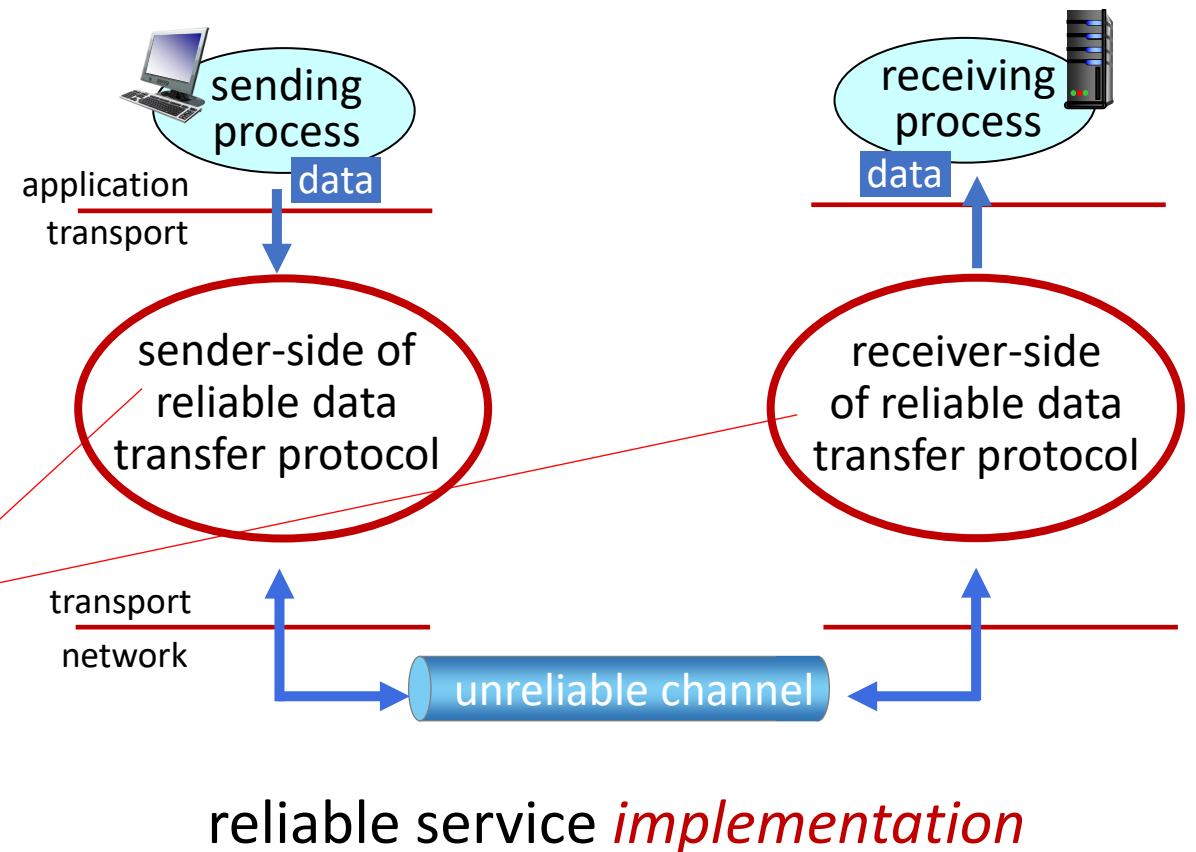 sending
process
data
application
transport
receiving
process
data
sender-side of
reliable data
transfer protocol
receiver-side
of reliable data
transfer protocol
transport
network
unreliable channel
reliable service implementation